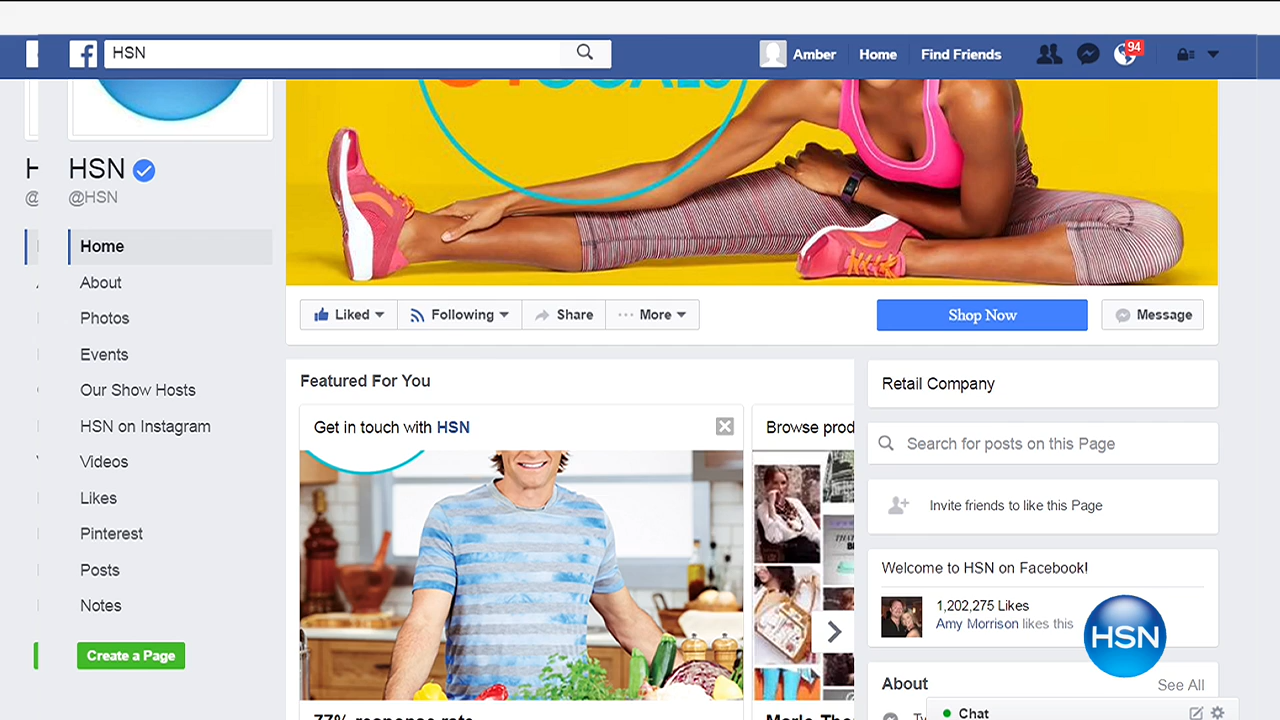 HSN
Amber
Home
Find Friends
94
HSN
@HSN
Home
About
Photos
Events
Our Show Hosts
HSN on Instagram
Videos
Likes
Pinterest
Posts
Notes
Create a Page
Liked
Following
Share
More
Shop Now
Message
Featured For You
Get in touch with HSN
Browse prod
Retail Company
Search for posts on this Page
Invite friends to like this Page
Welcome to HSN on Facebook!
1,202,275 Likes
Amy Morrison likes this
HSN
About
See All
Chat
77% response rate